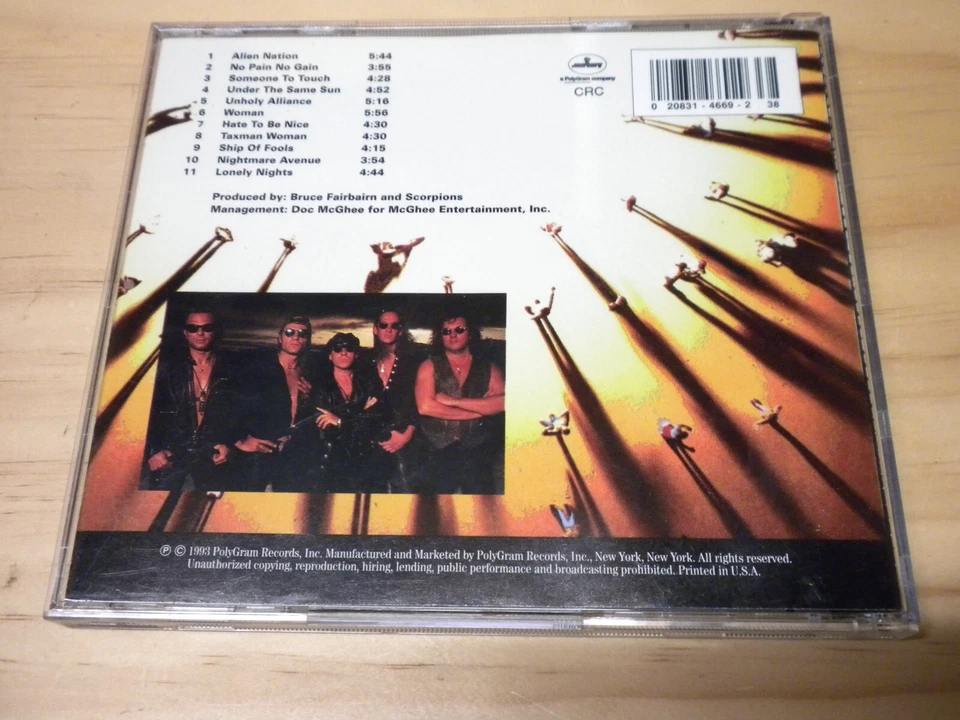 1 Alien Nation 5:44
2 No Pain No Gain 3:55
3 Someone To Touch 4:28
4 Under The Same Sun 4:52
5 Unholy Alliance 5:16
6 Woman 5:56
7 Hate To Be Nice 4:30
8 Taxman Woman 4:30
9 Ship Of Fools 4:15
10 Nightmare Avenue 3:54
11 Lonely Nights 4:44
Produced by: Bruce Fairbairn and Scorpions
Management: Doc McGhee for McGhee Entertainment, Inc.
mercury
a PolyGram company
CRC
0 20831-4669-2 38
℗ © 1993 PolyGram Records, Inc. Manufactured and Marketed by PolyGram Records, Inc., New York, New York. All rights reserved.
Unauthorized copying, reproduction, hiring, lending, public performance and broadcasting prohibited. Printed in U.S.A.